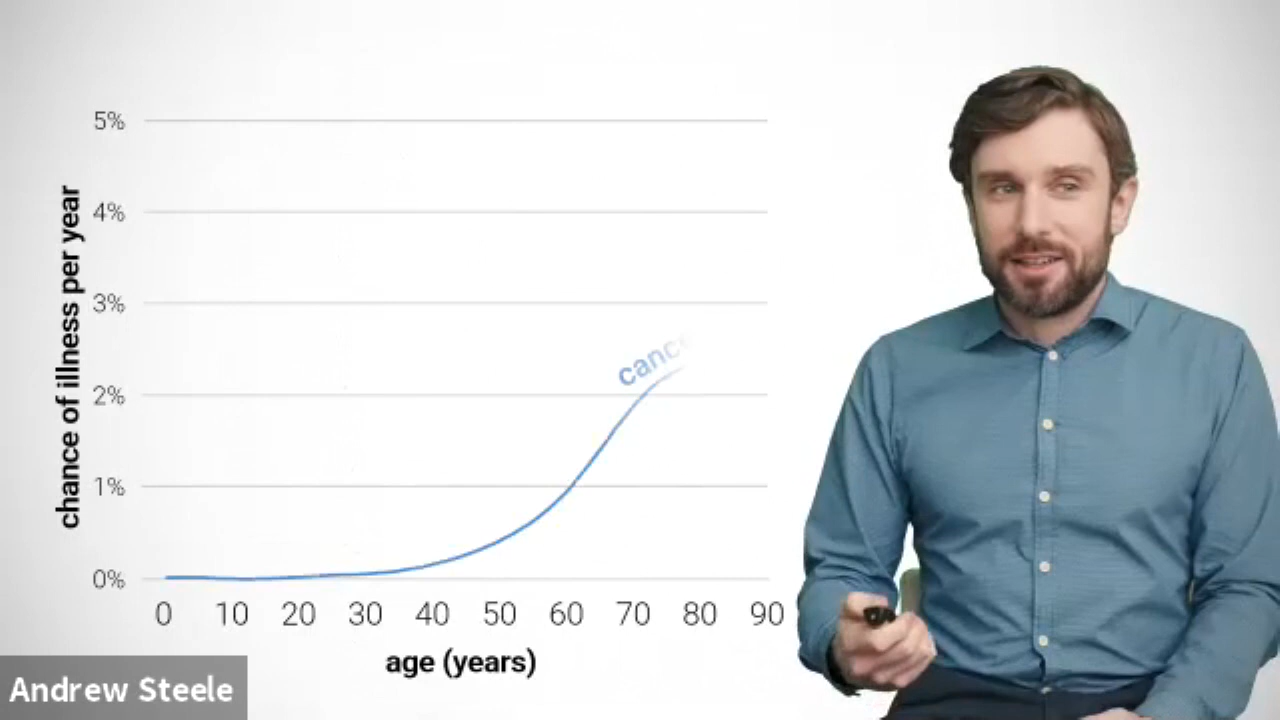 5%
4%
3%
2%
1%
0%
chance of illness per year
0 10 20 30 40 50 60 70 80 90
age (years)
Andrew Steele